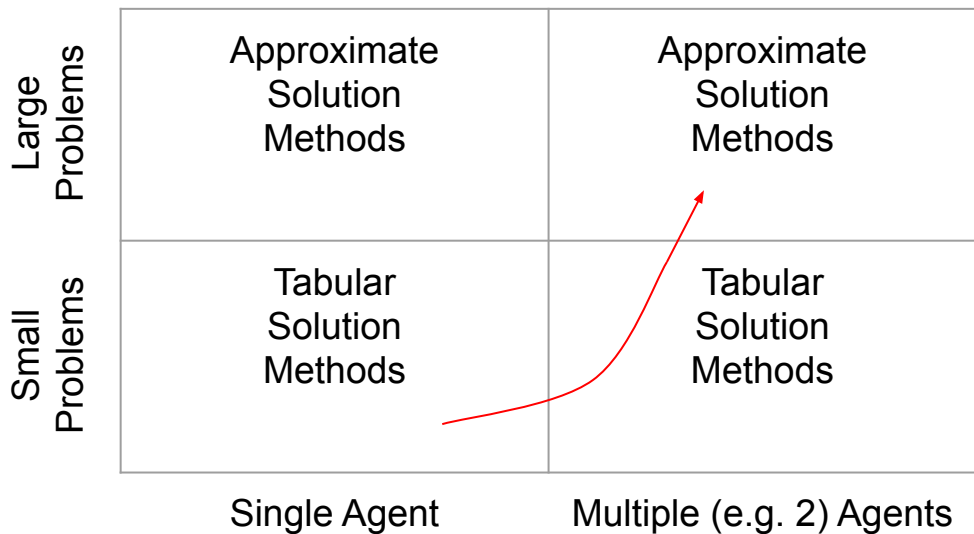 Large
Problems
Approximate
Solution
Methods
Approximate
Solution
Methods
Small
Problems
Tabular
Solution
Methods
Tabular
Solution
Methods
Single Agent
Multiple (e.g. 2) Agents